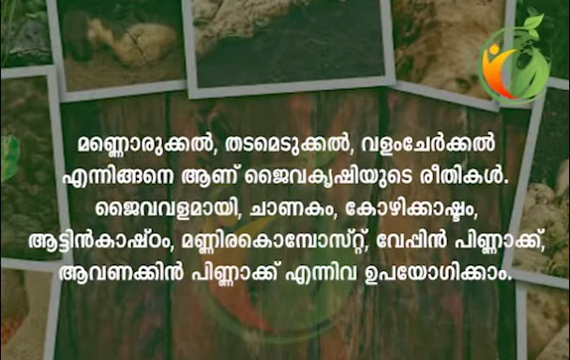 മണ്ണൊരുക്കൽ, തടമെടുക്കൽ, വളംചേർക്കൽ
എന്നിങ്ങനെ ആണ് ജൈവകൃഷിയുടെ രീതികൾ.
ജൈവവളമായി, ചാണകം, കോഴിക്കാഷ്ടം,
ആട്ടിൻകാഷ്ഠം, മണ്ണിരകൊമ്പോസ്റ്റ്, വേപ്പിൻ പിണ്ണാക്ക്,
ആവണക്കിൻ പിണ്ണാക്ക് എന്നിവ ഉപയോഗിക്കാം.